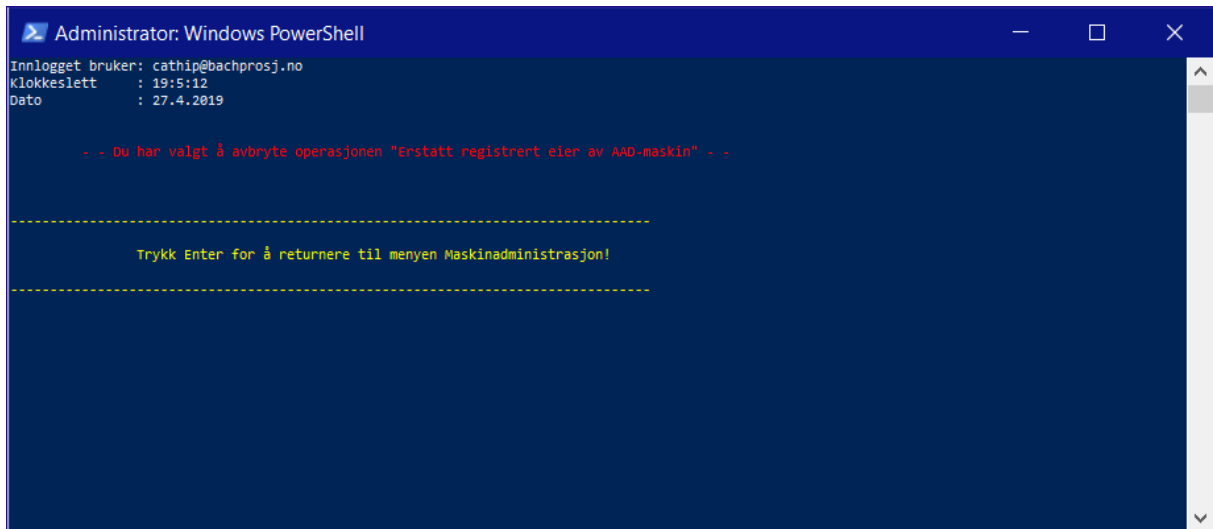 Administrator: Windows PowerShell
Innlogget bruker: cathip@bachprosj.no
Klokkeslett     : 19:5:12
Dato            : 27.4.2019
- - Du har valgt å avbryte operasjonen "Erstatt registrert eier av AAD-maskin" - -
---------------------------------------------------------------------------------
Trykk Enter for å returnere til menyen Maskinadministrasjon!
---------------------------------------------------------------------------------